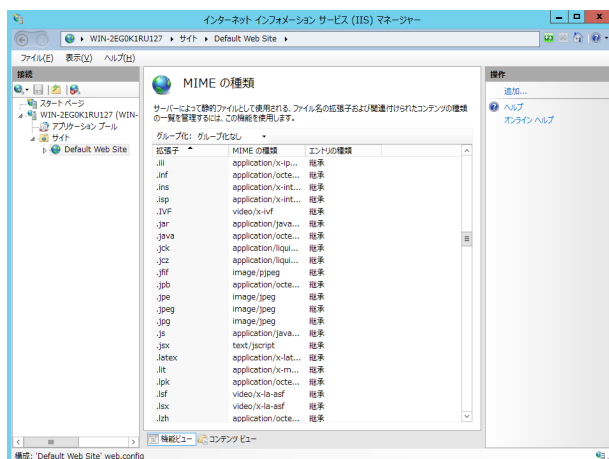 インターネット インフォメーション サービス (IIS) マネージャー
WIN-2EG0K1RU127 サイト Default Web Site
ファイル(F) 表示(V) ヘルプ(H)
接続
スタート ページ
WIN-2EG0K1RU127 (WIN-
アプリケーション プール
サイト
Default Web Site
MIME の種類
サーバーによって静的ファイルとして使用される、ファイル名の拡張子および関連付けられたコンテンツの種類
の一覧を管理するには、この機能を使用します。
グループ化: グループ化なし
拡張子 MIME の種類 エントリの種類
.iii application/x-ip... 継承
.inf application/octe... 継承
.ins application/x-int... 継承
.isp application/x-int... 継承
.IVF video/x-ivf 継承
.jar application/java... 継承
.java application/octe... 継承
.jck application/liqui... 継承
.jcz application/liqui... 継承
.jfif image/pjpeg 継承
.jpb application/octe... 継承
.jpe image/jpeg 継承
.jpeg image/jpeg 継承
.jpg image/jpeg 継承
.js application/java... 継承
.jsx text/jscript 継承
.latex application/x-lat... 継承
.lit application/x-m... 継承
.lpk application/octe... 継承
.lsf video/x-la-asf 継承
.lsx video/x-la-asf 継承
.lzh application/octe... 継承
機能ビュー コンテンツ ビュー
操作
追加...
ヘルプ
オンライン ヘルプ
構成: 'Default Web Site' web.config